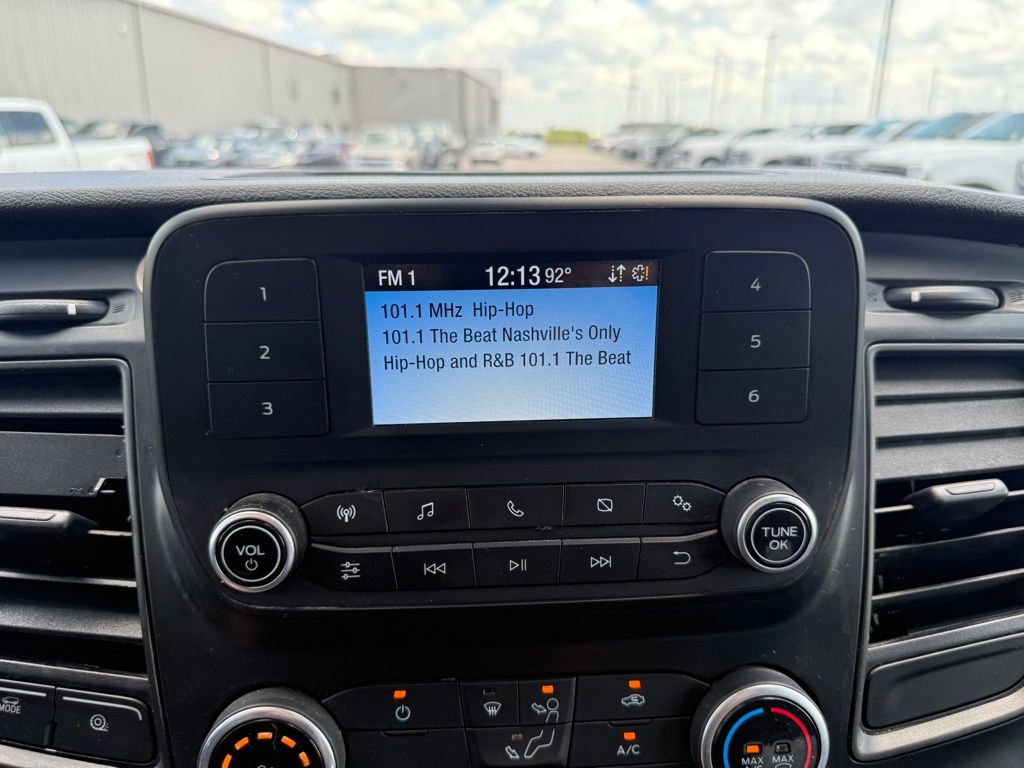 FM 1 12:13 92°
101.1 MHz Hip-Hop
101.1 The Beat Nashville's Only
Hip-Hop and R&B 101.1 The Beat
1
2
3
4
5
6
VOL
TUNE
OK
MODE
A/C
MAX
A/C
MAX